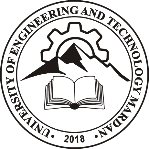 UNIVERSITY OF ENGINEERING AND TECHNOLOGY MARDAN
2018